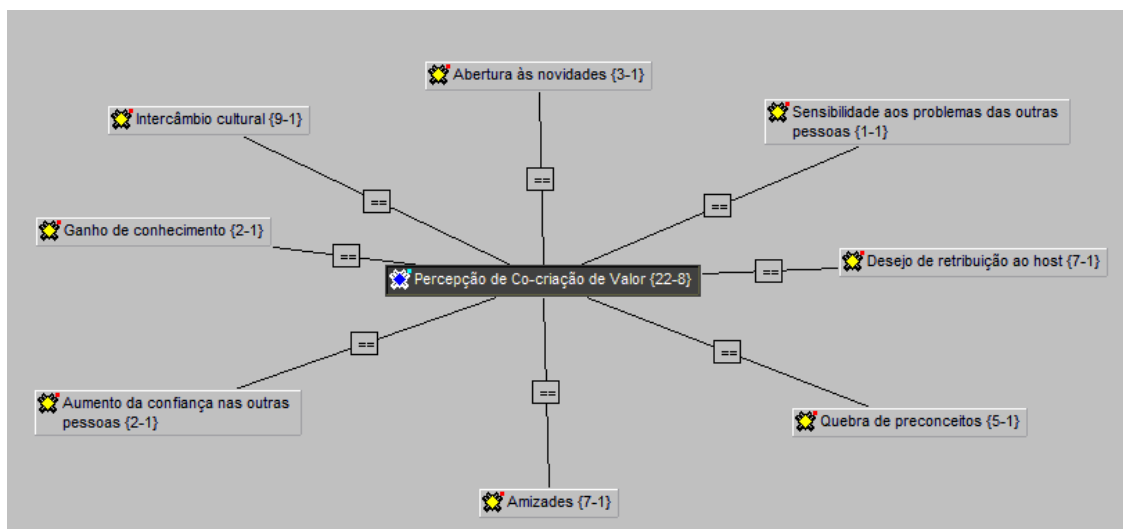 Abertura às novidades {3-1}
Intercâmbio cultural {9-1}
Sensibilidade aos problemas das outras
pessoas {1-1}
==
==
==
Ganho de conhecimento {2-1}
==
Desejo de retribuição ao host {7-1}
==
Percepção de Co-criação de Valor {22-8}
==
==
==
Aumento da confiança nas outras
pessoas {2-1}
Quebra de preconceitos {5-1}
Amizades {7-1}